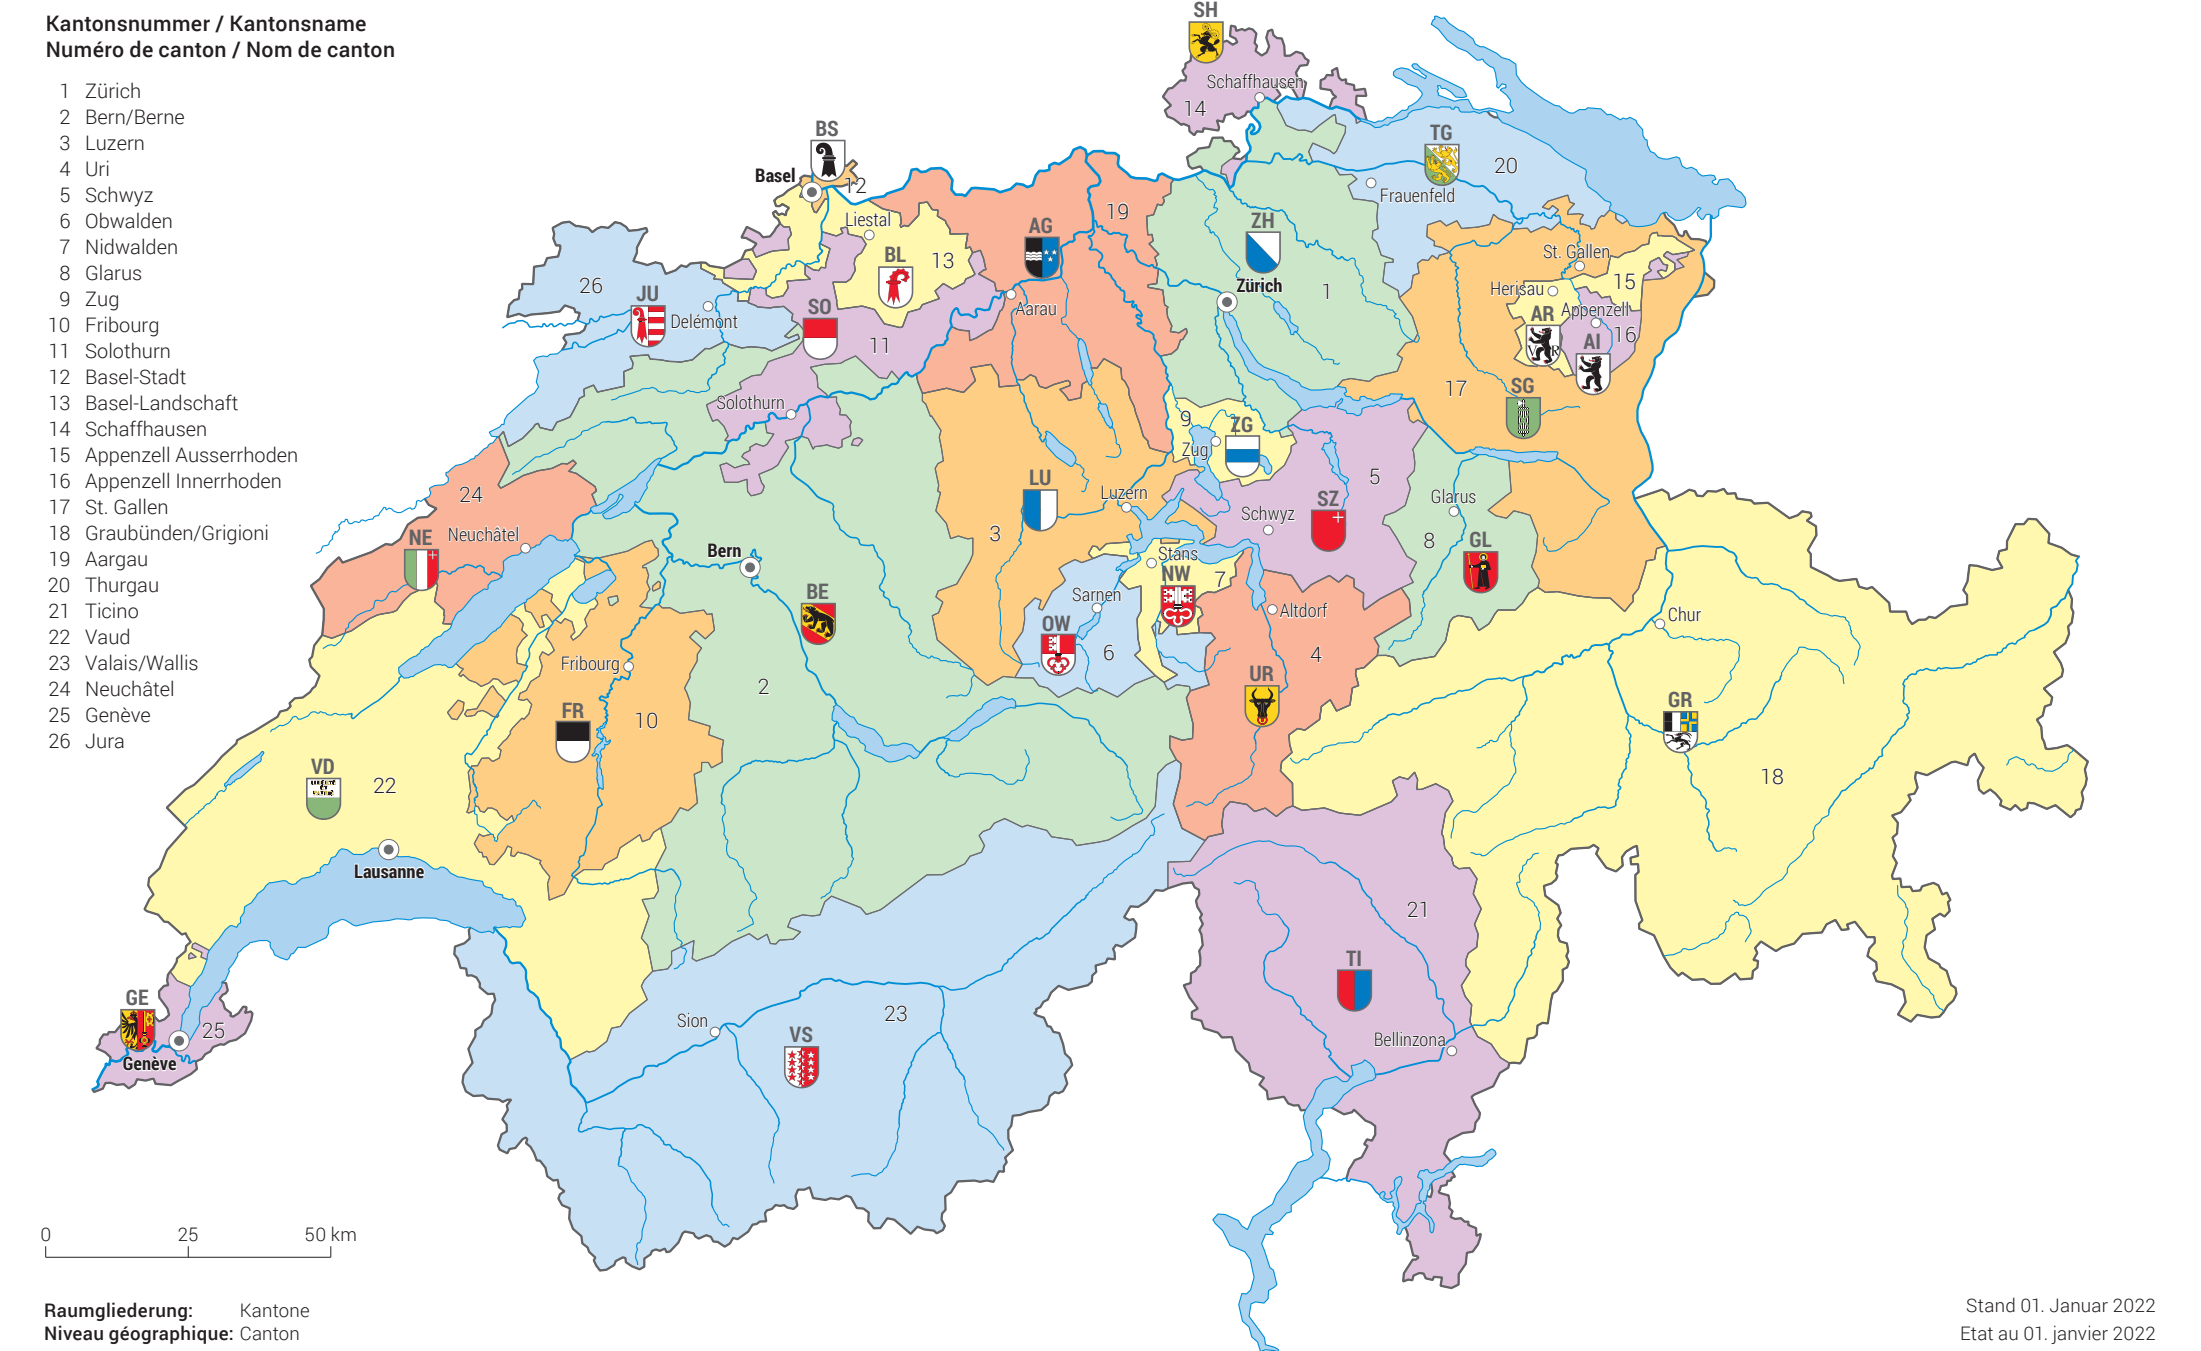 Kantonsnummer / Kantonsname
Numéro de canton / Nom de canton
1 Zürich
2 Bern/Berne
3 Luzern
4 Uri
5 Schwyz
6 Obwalden
7 Nidwalden
8 Glarus
9 Zug
10 Fribourg
11 Solothurn
12 Basel-Stadt
13 Basel-Landschaft
14 Schaffhausen
15 Appenzell Ausserrhoden
16 Appenzell Innerrhoden
17 St. Gallen
18 Graubünden/Grigioni
19 Aargau
20 Thurgau
21 Ticino
22 Vaud
23 Valais/Wallis
24 Neuchâtel
25 Genève
26 Jura
SH
Schaffhausen
14
BS
Basel
12
TG
20
Frauenfeld
Liestal
BL
13
AG
19
ZH
Zürich
1
St. Gallen
15
Herisau
AR
V R
Appenzell
16
AI
26
JU
Delémont
SO
11
Aarau
17
SG
Solothurn
9
ZG
Zug
5
24
NE
Neuchâtel
LU
Luzern
3
Schwyz
SZ
Glarus
8
GL
Bern
BE
2
Stans
NW
7
Sarnen
OW
6
Altdorf
4
UR
Chur
GR
18
Fribourg
FR
10
VD
22
Lausanne
21
TI
Bellinzona
GE
25
Genève
Sion
VS
23
0 25 50 km
Raumgliederung: Kantone
Niveau géographique: Canton
Stand 01. Januar 2022
Etat au 01. janvier 2022